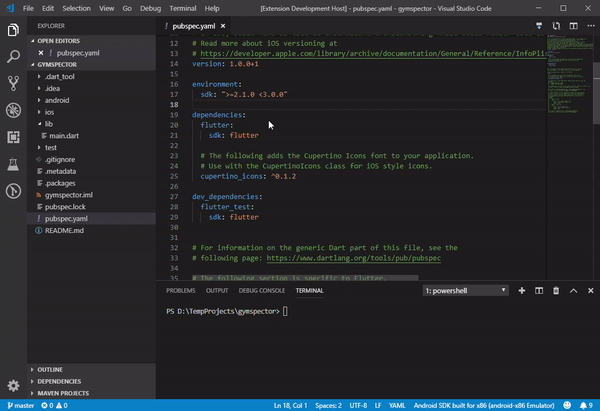 File Edit Selection View Go Debug Terminal Help
[Extension Development Host] - pubspec.yaml - gymspector - Visual Studio Code
EXPLORER
OPEN EDITORS
pubspec.yaml
GYMSPECTOR
.dart_tool
.idea
android
ios
lib
main.dart
test
.gitignore
.metadata
.packages
gymspector.iml
pubspec.lock
pubspec.yaml
README.md
OUTLINE
DEPENDENCIES
MAVEN PROJECTS
pubspec.yaml
12 # Read more about iOS versioning at
13 # https://developer.apple.com/library/archive/documentation/General/Reference/InfoPli
14 version: 1.0.0+1
15
16 environment:
17 sdk: ">=2.1.0 <3.0.0"
18
19 dependencies:
20 flutter:
21 sdk: flutter
22
23 # The following adds the Cupertino Icons font to your application.
24 # Use with the CupertinoIcons class for iOS style icons.
25 cupertino_icons: ^0.1.2
26
27 dev_dependencies:
28 flutter_test:
29 sdk: flutter
30
31
32 # For information on the generic Dart part of this file, see the
33 # following page: https://www.dartlang.org/tools/pub/pubspec
34
35 # The following section is specific to Flutter.
PROBLEMS OUTPUT DEBUG CONSOLE TERMINAL
1: powershell
PS D:\TempProjects\gymspector>
master 0 0
Ln 18, Col 1 Spaces: 2 UTF-8 LF YAML Android SDK built for x86 (android-x86 Emulator) 9